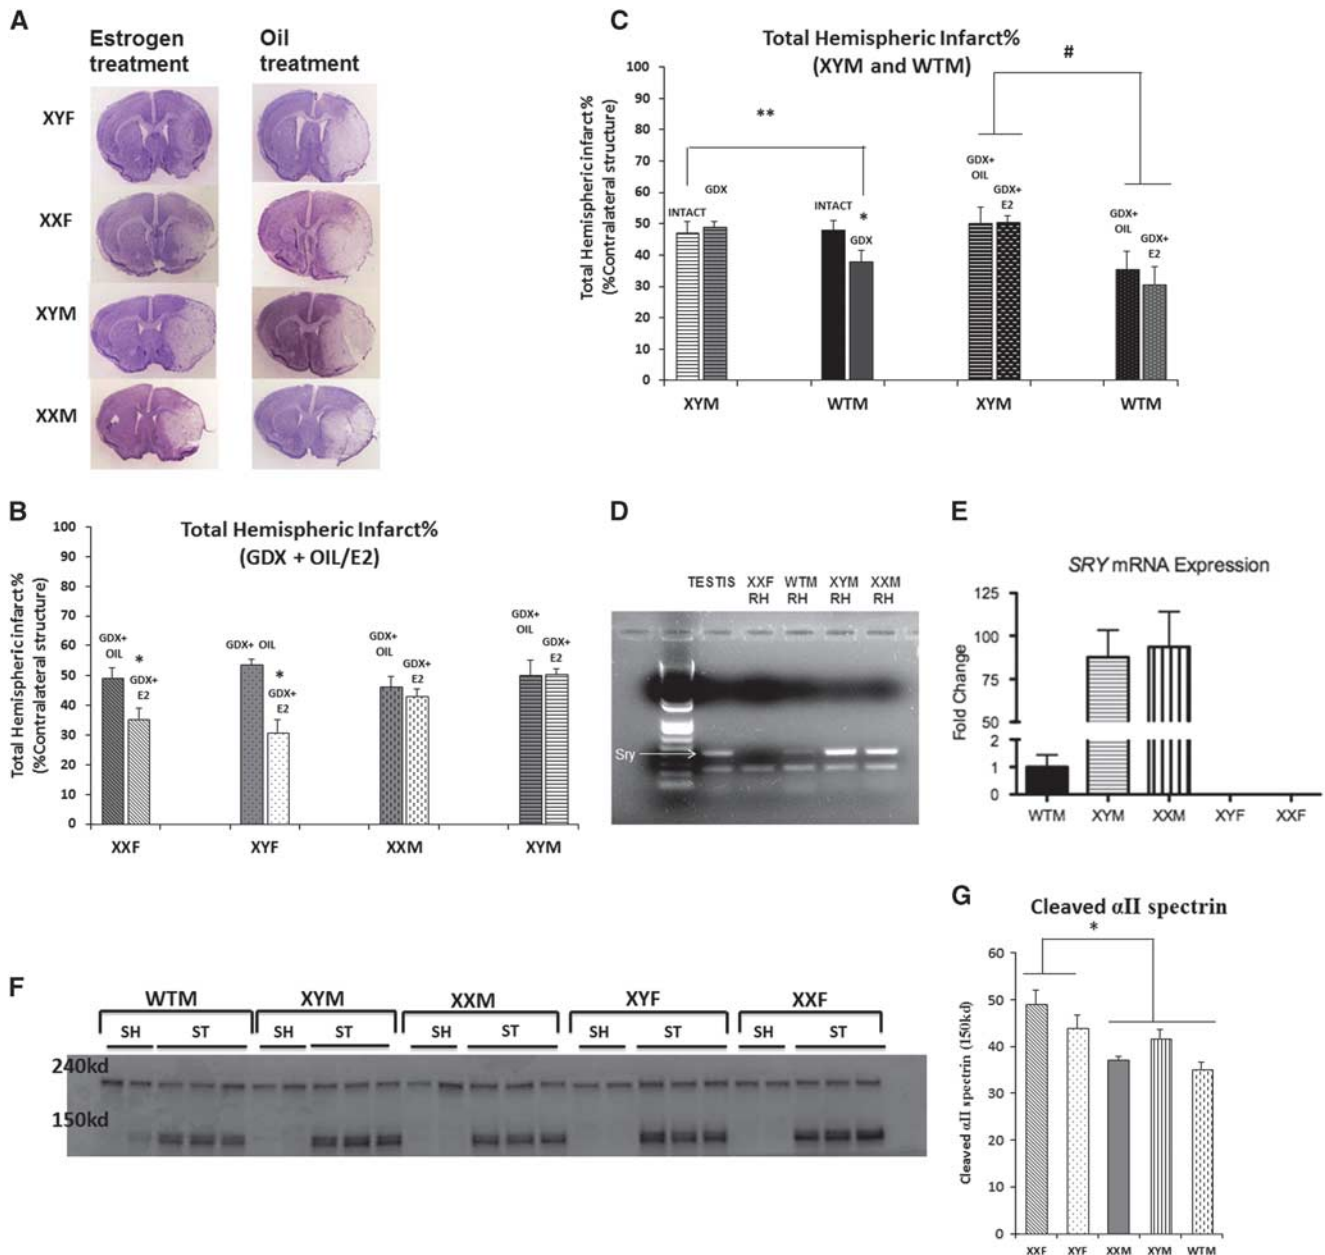 A
Estrogen treatment
Oil treatment
XYF
XXF
XYM
XXM
B
Total Hemispheric Infarct%
(GDX + OIL/E2)
Total Hemispheric infarct %
(%Contralateral structure)
100
90
80
70
60
50
40
30
20
10
0
GDX+ OIL
*
GDX+ E2
GDX+ OIL
*
GDX+ E2
GDX+ OIL
GDX+ E2
GDX+ OIL
GDX+ E2
XXF
XYF
XXM
XYM
C
Total Hemispheric Infarct%
(XYM and WTM)
Total Hemispheric infarct %
(%Contralateral structure)
100
90
80
70
60
50
40
30
20
10
0
**
#
INTACT
GDX
INTACT
*
GDX
GDX+ OIL
GDX+ E2
GDX+ OIL
GDX+ E2
XYM
WTM
XYM
WTM
D
TESTIS
XXF RH
WTM RH
XYM RH
XXM RH
Sry
E
SRY mRNA Expression
Fold Change
125
100
75
50
2
1
0
WTM
XYM
XXM
XYF
XXF
F
WTM
XYM
XXM
XYF
XXF
SH
ST
SH
ST
SH
ST
SH
ST
SH
ST
240kd
150kd
G
Cleaved αII spectrin
*
Cleaved αII spectrin (150kd)
60
50
40
30
20
10
0
XXF
XYF
XXM
XYM
WTM